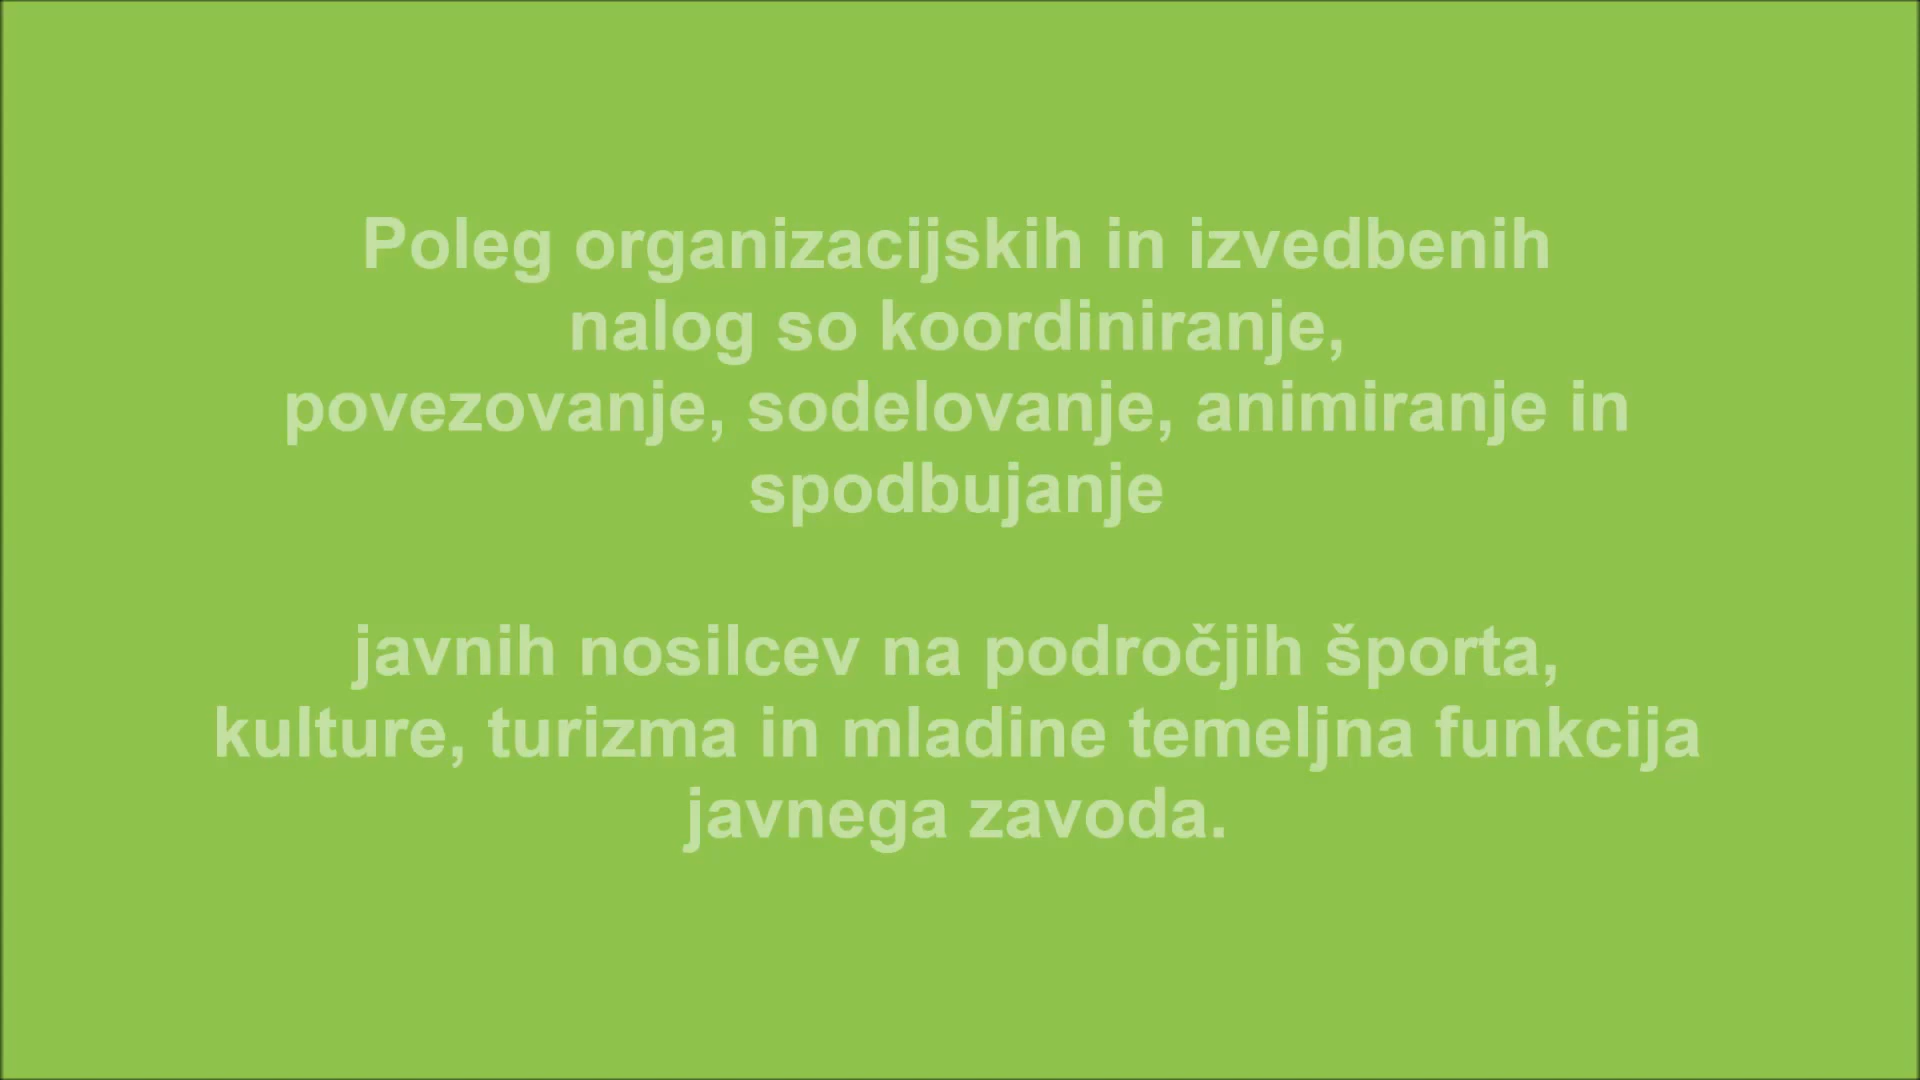 Poleg organizacijskih in izvedbenih
nalog so koordiniranje,
povezovanje, sodelovanje, animiranje in
spodbujanje
javnih nosilcev na področjih športa,
kulture, turizma in mladine temeljna funkcija
javnega zavoda.